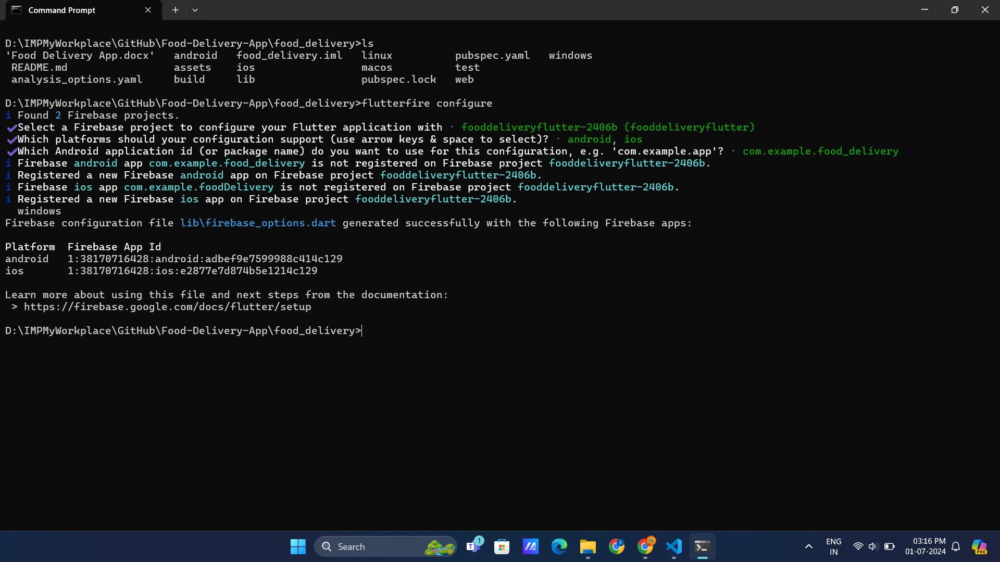 Command Prompt
D:\IMPMyWorkplace\GitHub\Food-Delivery-App\food_delivery>ls
'Food Delivery App.docx'   android   food_delivery.iml   linux          pubspec.yaml   windows
 README.md                 assets    ios                 macos          test
 analysis_options.yaml     build     lib                 pubspec.lock   web
D:\IMPMyWorkplace\GitHub\Food-Delivery-App\food_delivery>flutterfire configure
i Found 2 Firebase projects.
✔Select a Firebase project to configure your Flutter application with · fooddeliveryflutter-2406b (fooddeliveryflutter)
✔Which platforms should your configuration support (use arrow keys & space to select)? · android, ios
✔Which Android application id (or package name) do you want to use for this configuration, e.g. 'com.example.app'? · com.example.food_delivery
i Firebase android app com.example.food_delivery is not registered on Firebase project fooddeliveryflutter-2406b.
i Registered a new Firebase android app on Firebase project fooddeliveryflutter-2406b.
i Firebase ios app com.example.foodDelivery is not registered on Firebase project fooddeliveryflutter-2406b.
i Registered a new Firebase ios app on Firebase project fooddeliveryflutter-2406b.
  windows
Firebase configuration file lib\firebase_options.dart generated successfully with the following Firebase apps:
Platform  Firebase App Id
android   1:38170716428:android:adbef9e7599988c414c129
ios       1:38170716428:ios:e2877e7d874b5e1214c129
Learn more about using this file and next steps from the documentation:
 > https://firebase.google.com/docs/flutter/setup
D:\IMPMyWorkplace\GitHub\Food-Delivery-App\food_delivery>
Search
1
T
S
ENG
IN
03:16 PM
01-07-2024
PRE